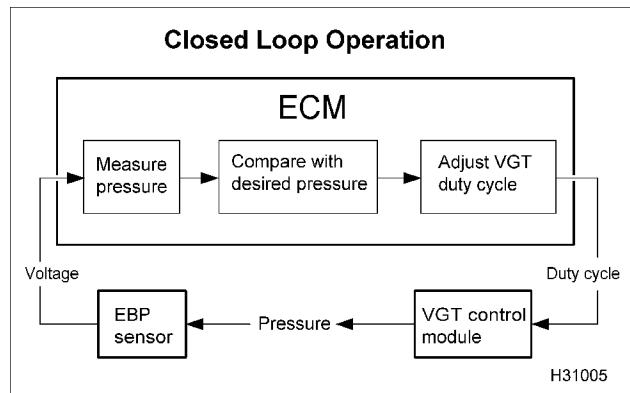 Closed Loop Operation
ECM
Measure
pressure
Compare with
desired pressure
Adjust VGT
duty cycle
Voltage
Duty cycle
EBP
sensor
Pressure
VGT control
module
H31005